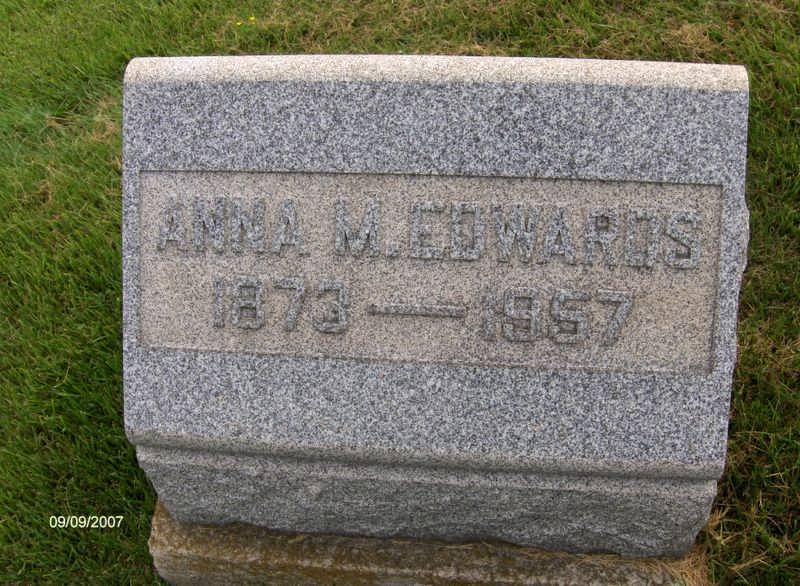 ANNA M. EDWARDS
1873 — 1957
09/09/2007